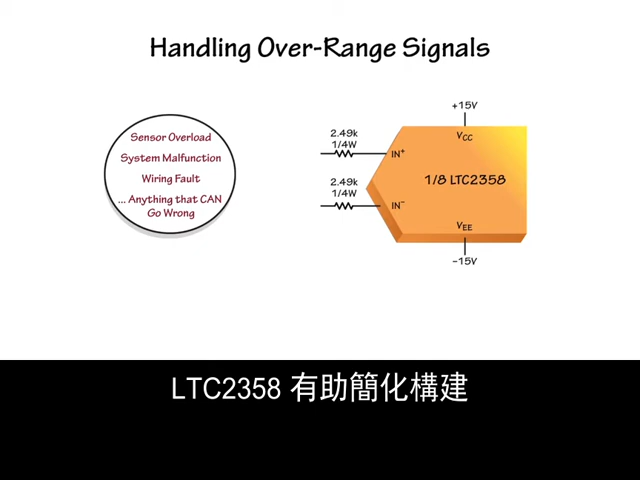 Handling Over-Range Signals
Sensor Overload
System Malfunction
Wiring Fault
... Anything that CAN
Go Wrong
+15V
VCC
2.49k
1/4W
IN+
1/8 LTC2358
2.49k
1/4W
IN−
VEE
−15V
LTC2358 有助簡化構建